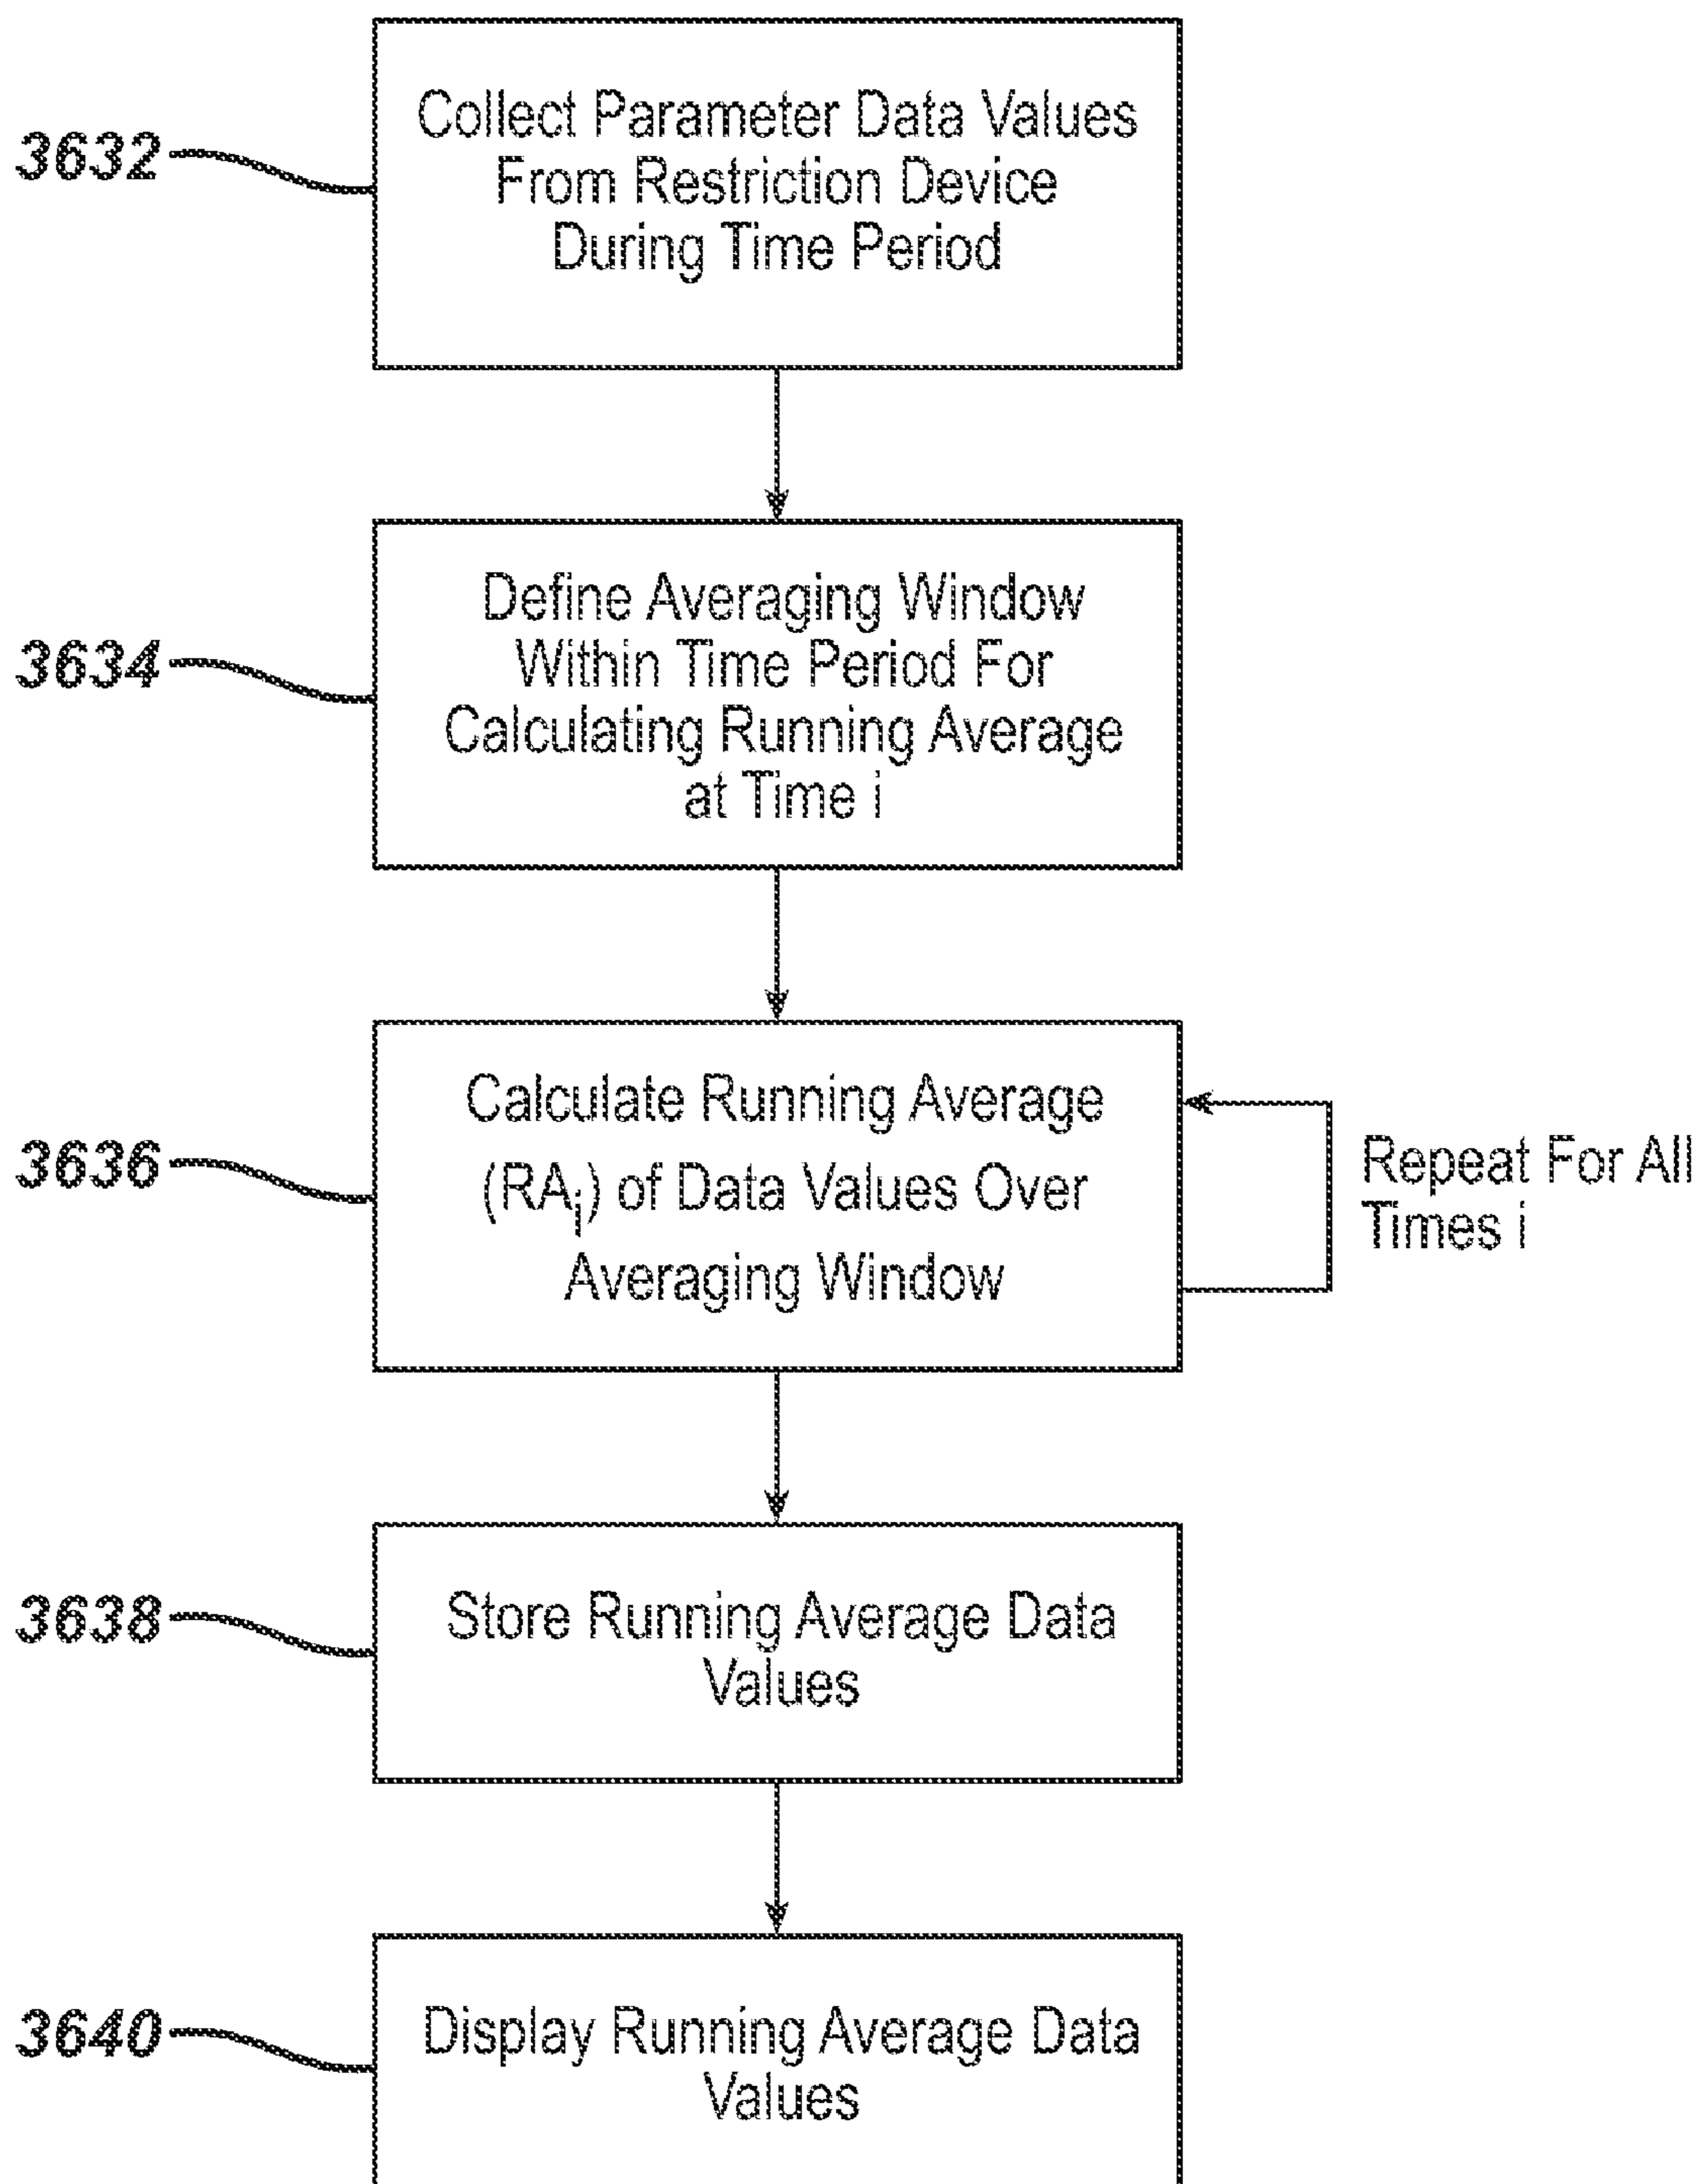 3632
Collect Parameter Data Values
From Restriction Device
During Time Period
3634
Define Averaging Window
Within Time Period For
Calculating Running Average
at Time i
3636
Calculate Running Average
(RAi) of Data Values Over
Averaging Window
Repeat For All
Times i
3638
Store Running Average Data
Values
3640
Display Running Average Data
Values